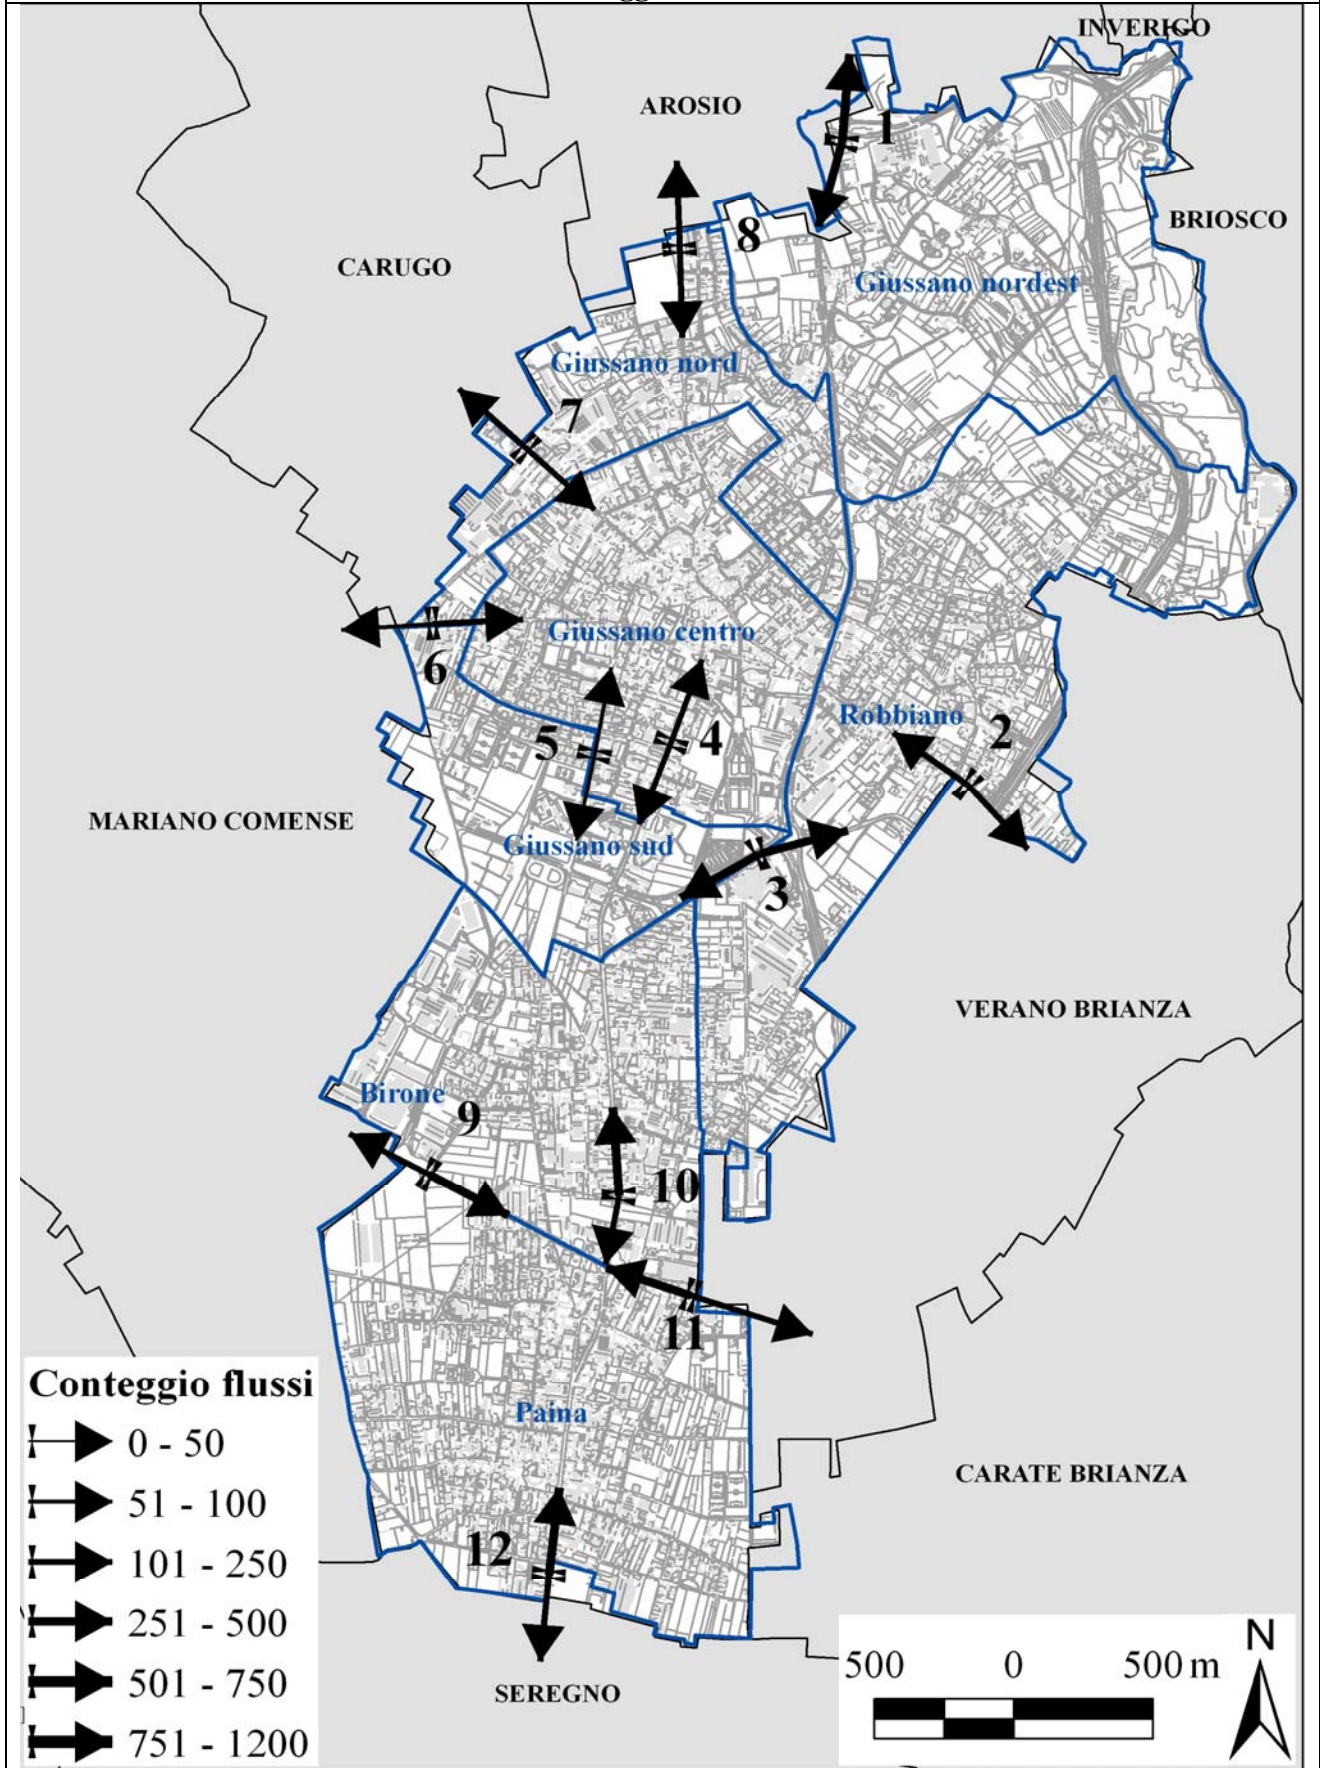 INVERIGO
AROSIO
1
BRIOSCO
8
CARUGO
Giussano nordest
Giussano nord
7
Giussano centro
6
Robbiano
2
5
4
MARIANO COMENSE
Giussano sud
3
VERANO BRIANZA
Birone
9
10
11
Conteggio flussi
0 - 50
51 - 100
101 - 250
251 - 500
501 - 750
751 - 1200
Paina
CARATE BRIANZA
12
SEREGNO
500 0 500 m
N